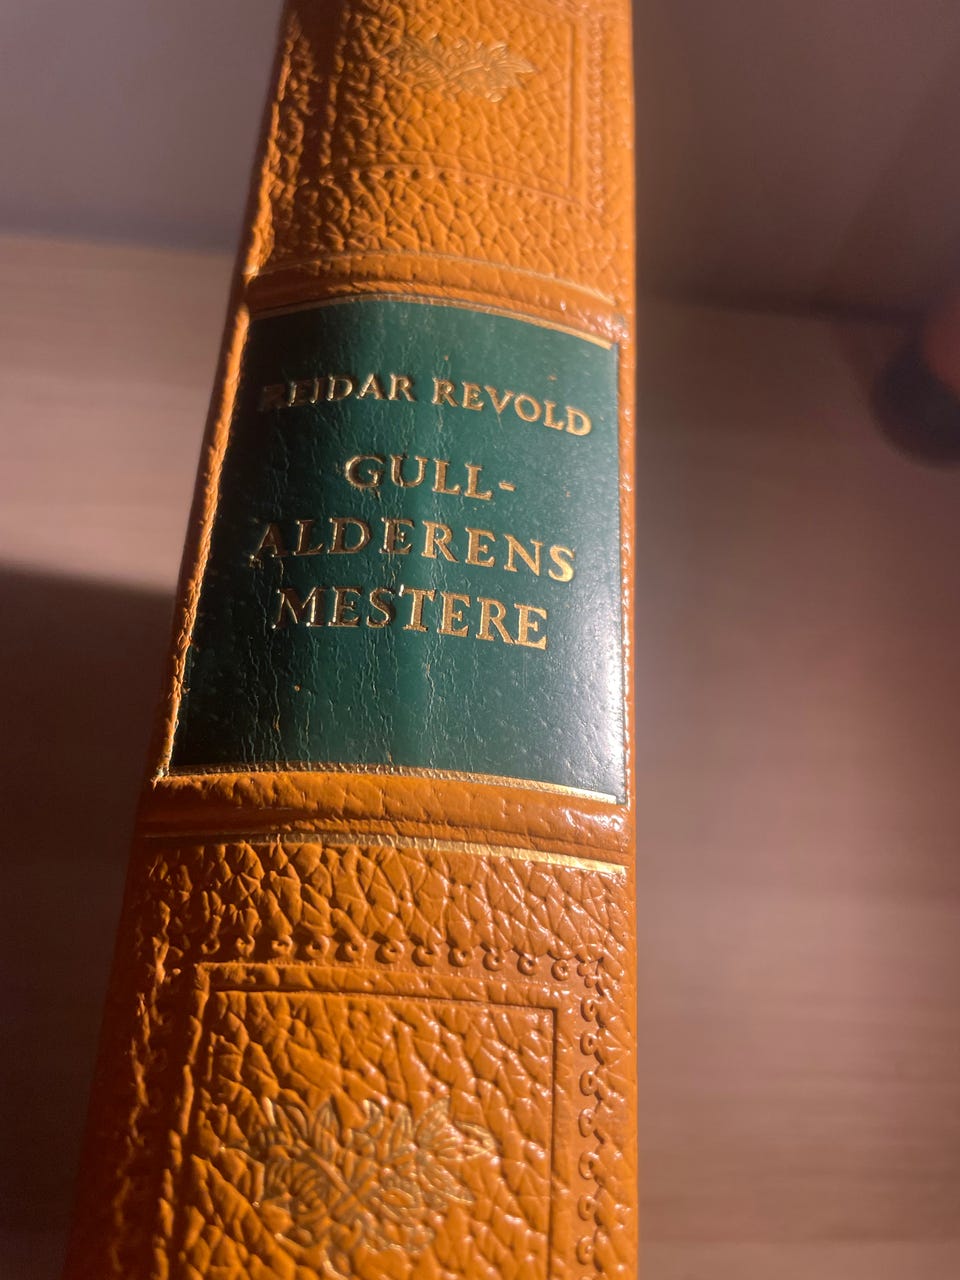 REIDAR REVOLD
GULL-
ALDERENS
MESTERE